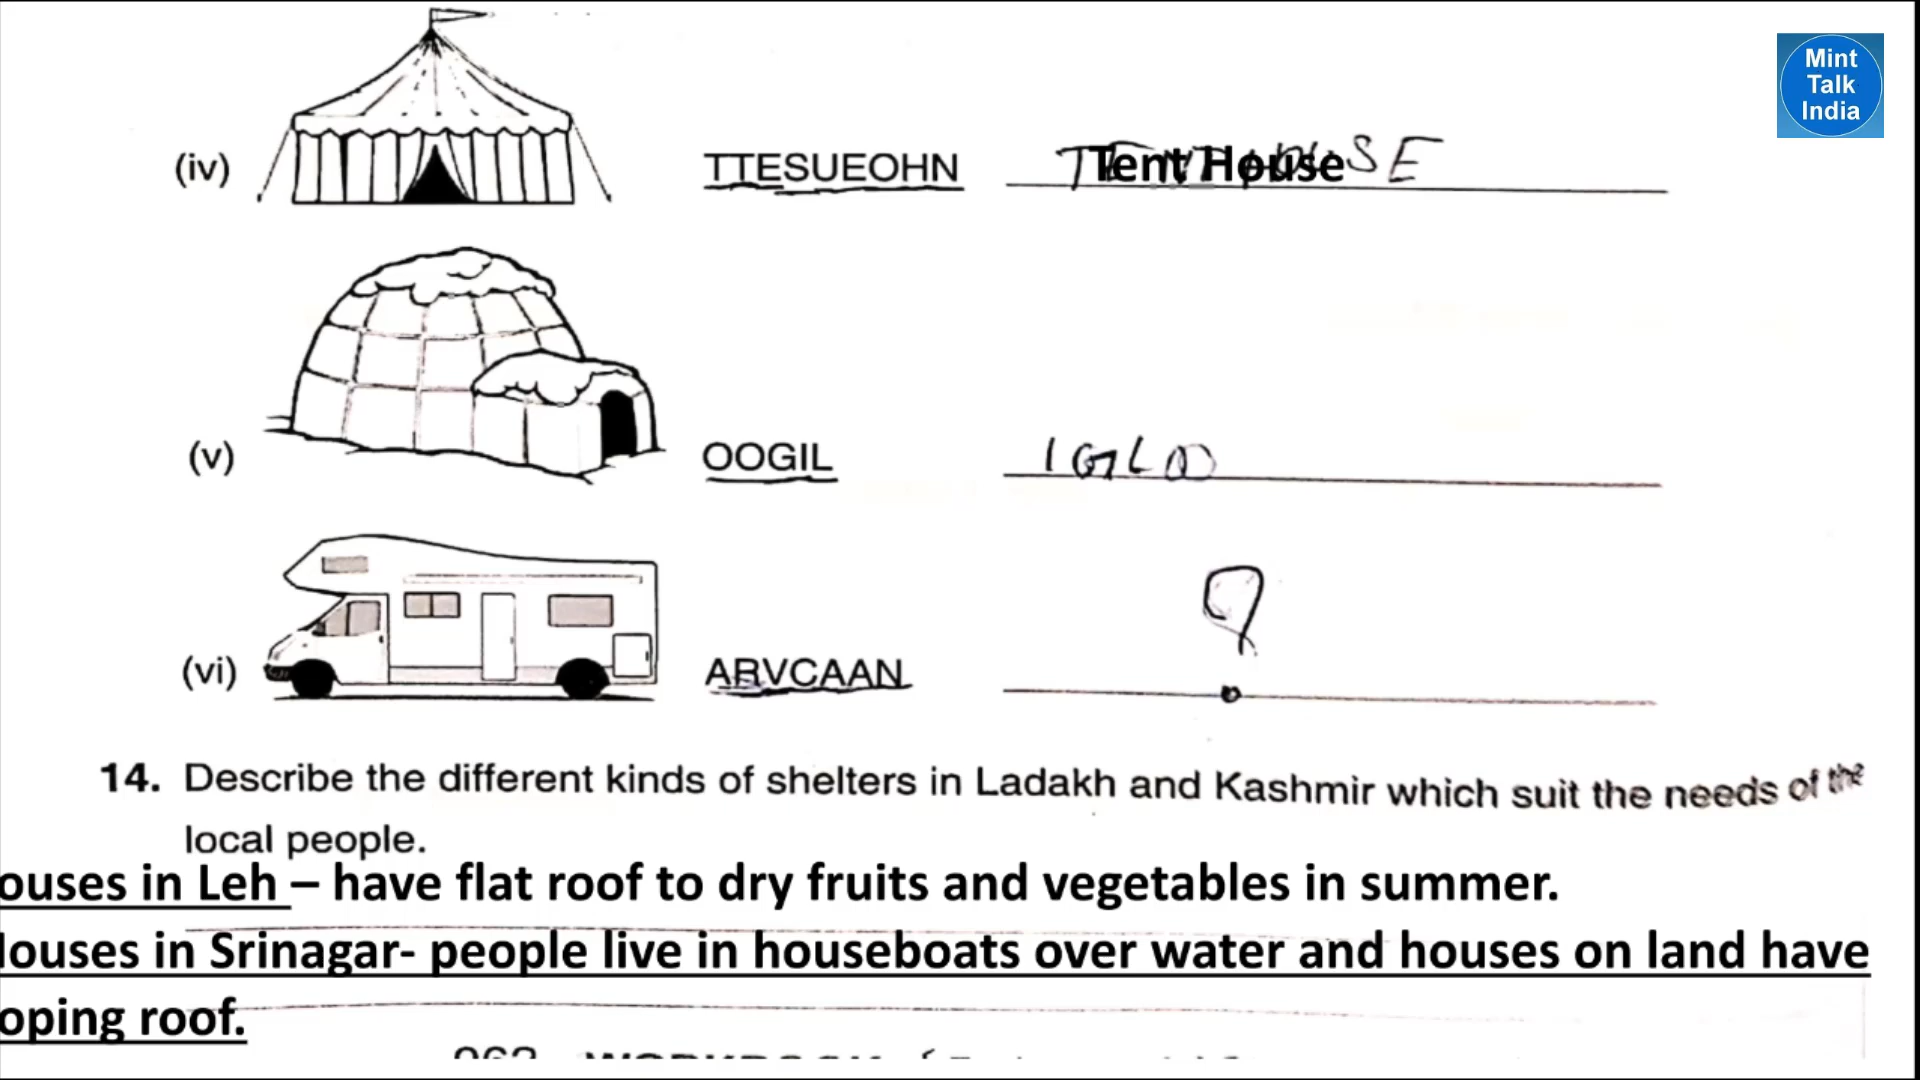 Mint
Talk
India
(iv) TTESUEOHN Tent House
(v) OOGIL IGLOO
(vi) ARVCAAN ?
14. Describe the different kinds of shelters in Ladakh and Kashmir which suit the needs of the
local people.
ouses in Leh – have flat roof to dry fruits and vegetables in summer.
ouses in Srinagar- people live in houseboats over water and houses on land have
oping roof.